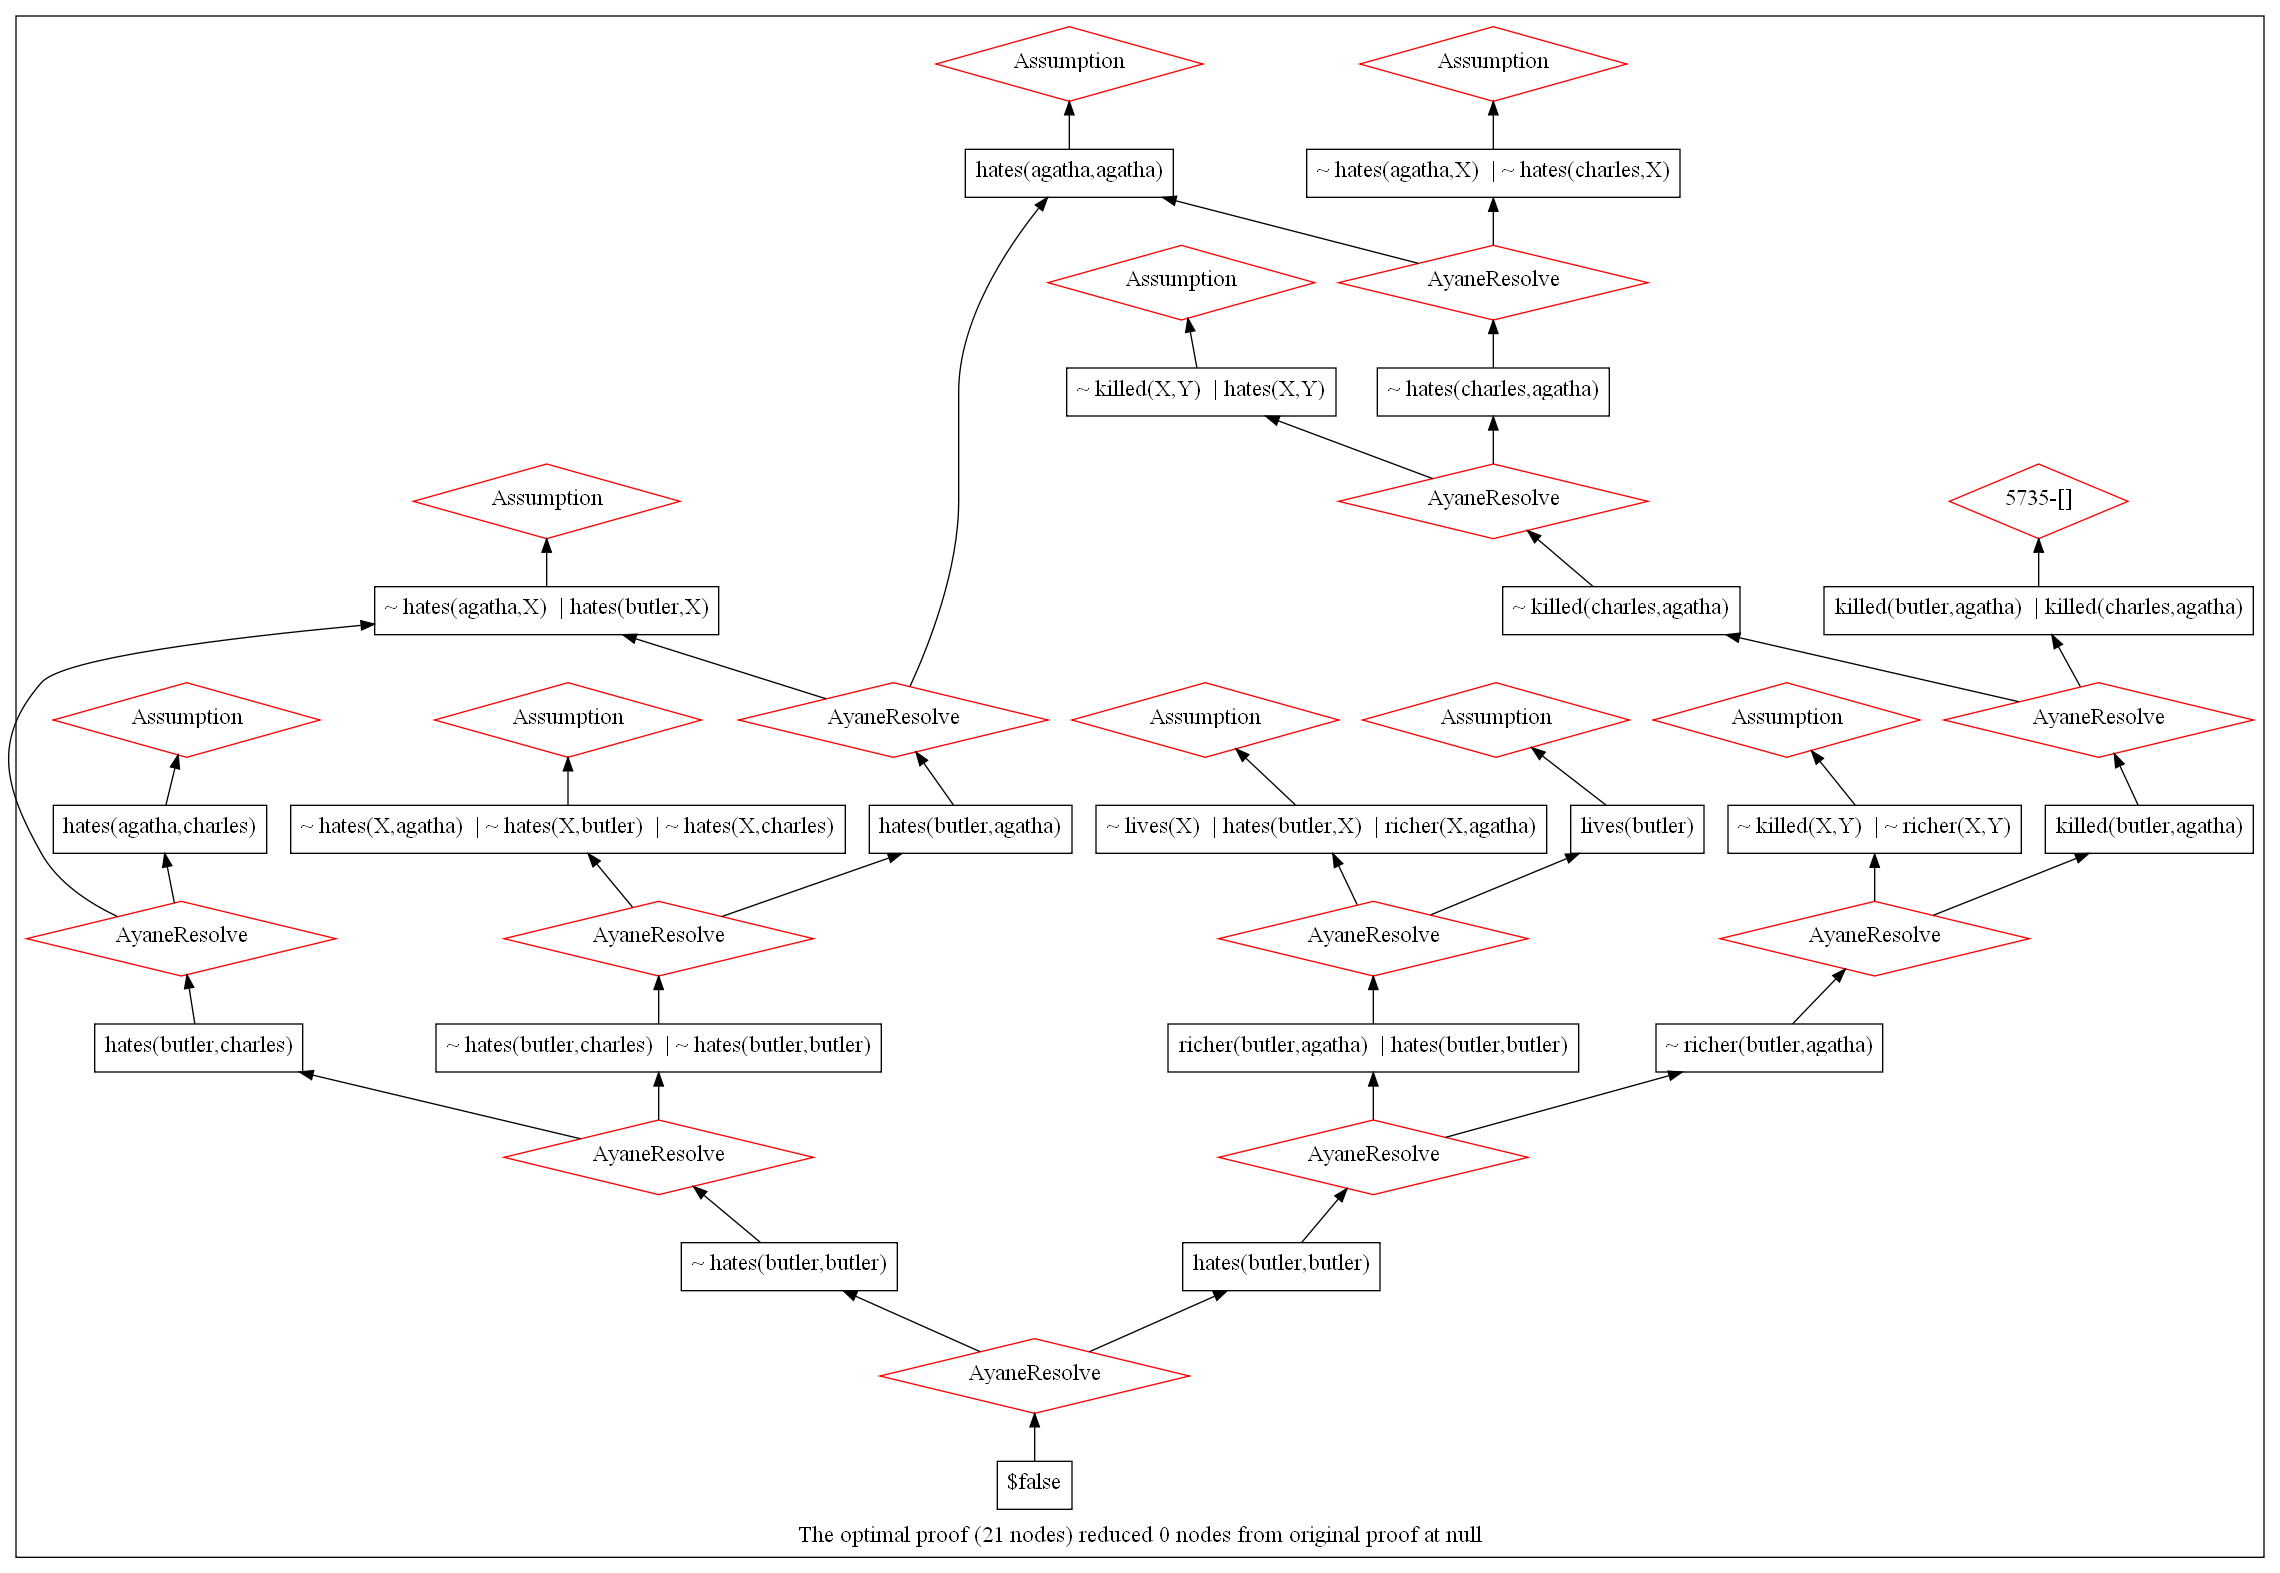 Assumption
Assumption
hates(agatha,agatha)
~ hates(agatha,X) | ~ hates(charles,X)
Assumption
AyaneResolve
~ killed(X,Y) | hates(X,Y)
~ hates(charles,agatha)
Assumption
AyaneResolve
5735-[]
~ hates(agatha,X) | hates(butler,X)
~ killed(charles,agatha)
killed(butler,agatha) | killed(charles,agatha)
Assumption
Assumption
AyaneResolve
Assumption
Assumption
Assumption
AyaneResolve
hates(agatha,charles)
~ hates(X,agatha) | ~ hates(X,butler) | ~ hates(X,charles)
hates(butler,agatha)
~ lives(X) | hates(butler,X) | richer(X,agatha)
lives(butler)
~ killed(X,Y) | ~ richer(X,Y)
killed(butler,agatha)
AyaneResolve
AyaneResolve
AyaneResolve
AyaneResolve
hates(butler,charles)
~ hates(butler,charles) | ~ hates(butler,butler)
richer(butler,agatha) | hates(butler,butler)
~ richer(butler,agatha)
AyaneResolve
AyaneResolve
~ hates(butler,butler)
hates(butler,butler)
AyaneResolve
$false
The optimal proof (21 nodes) reduced 0 nodes from original proof at null